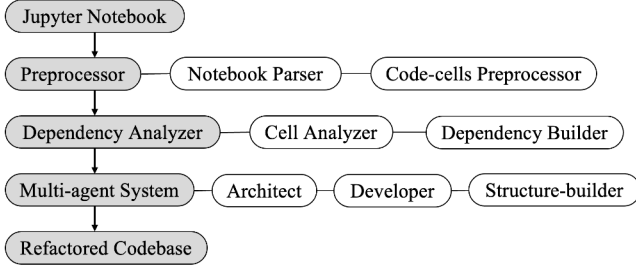 Jupyter Notebook
Preprocessor Notebook Parser Code-cells Preprocessor
Dependency Analyzer Cell Analyzer Dependency Builder
Multi-agent System Architect Developer Structure-builder
Refactored Codebase